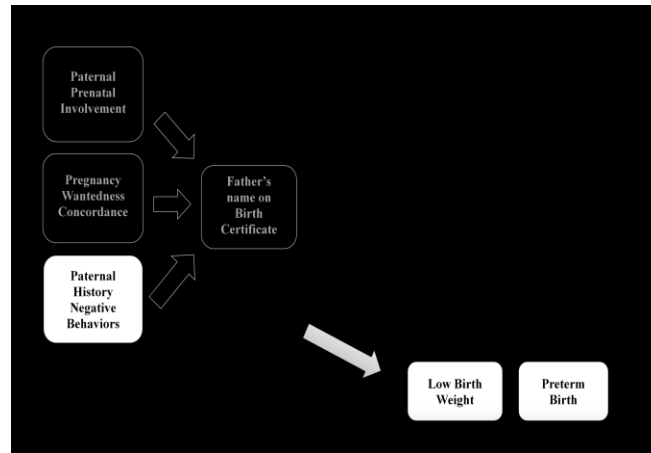 Paternal
Prenatal
Involvement
Pregnancy
Wantedness
Concordance
Father's
name on
Birth
Certificate
Paternal
History
Negative
Behaviors
Low Birth
Weight
Preterm
Birth